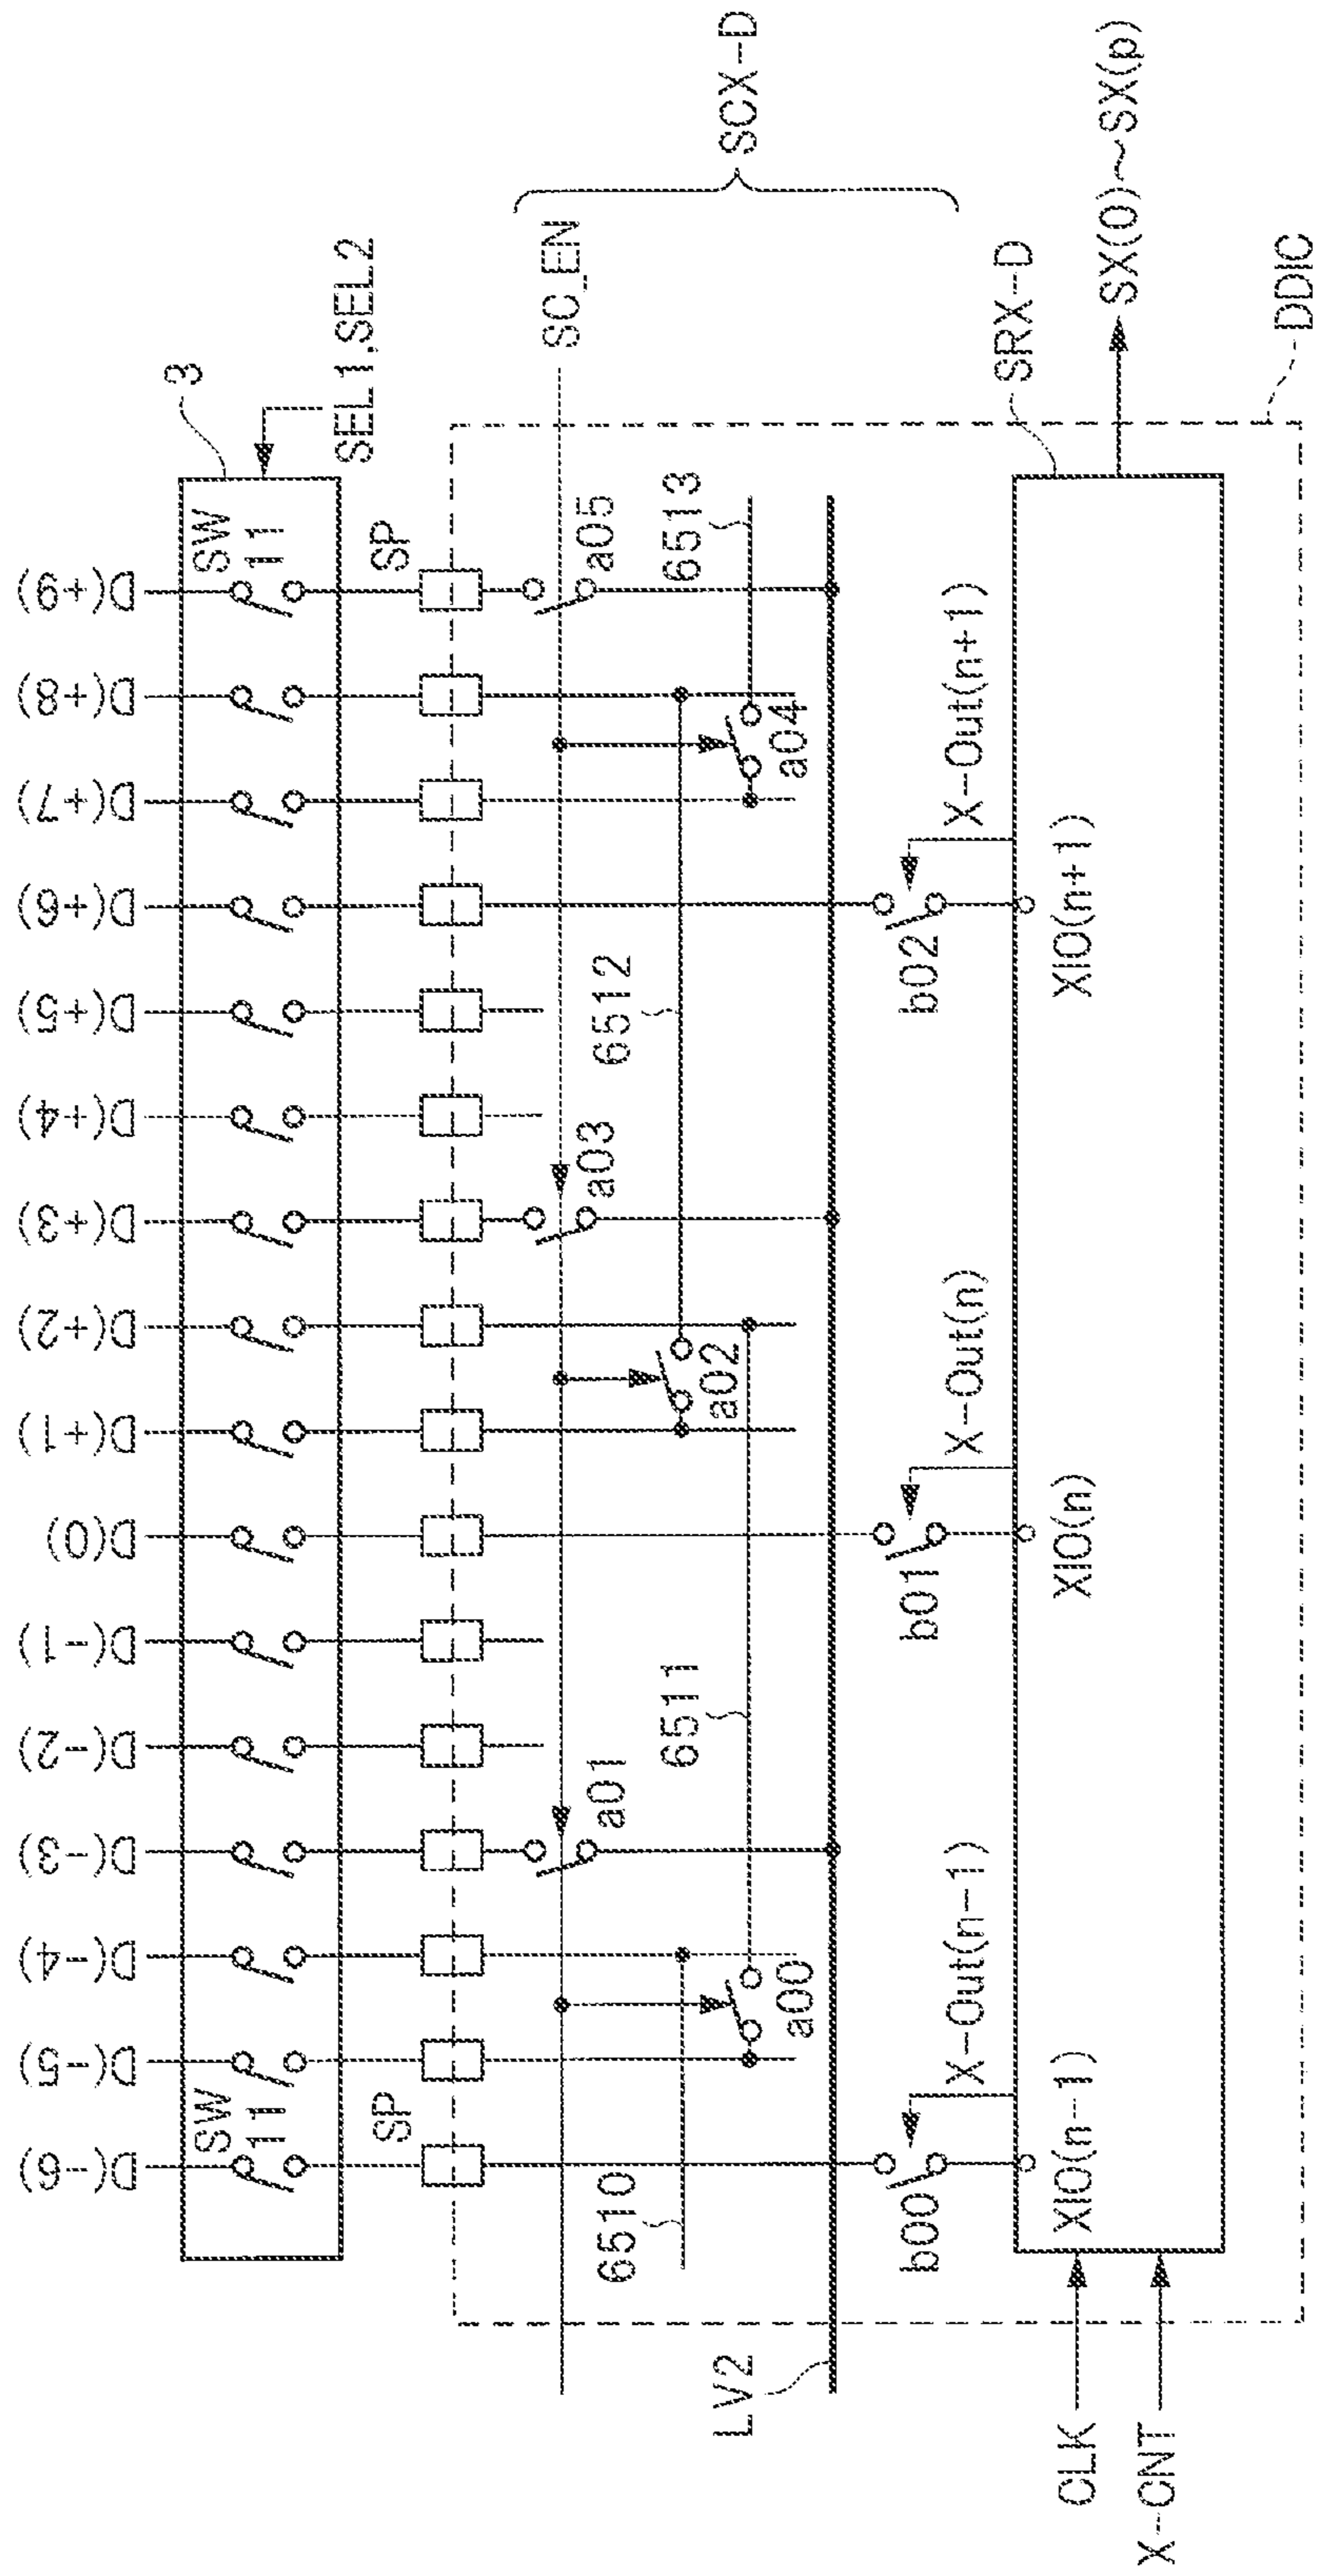 D(-6)
D(-5)
D(-4)
D(-3)
D(-2)
D(-1)
D(0)
D(+1)
D(+2)
D(+3)
D(+4)
D(+5)
D(+6)
D(+7)
D(+8)
D(+9)
SW
11
SW
11
3
SEL1,SEL2
SP
SP
SC_EN
SCX-D
a01
a03
a05
6510
6511
6512
6513
a00
a02
a04
LV2
b00
b01
b02
X-Out(n-1)
X-Out(n)
X-Out(n+1)
SRX-D
XIO(n-1)
XIO(n)
XIO(n+1)
CLK
X-CNT
SX(0)~SX(p)
DDIC